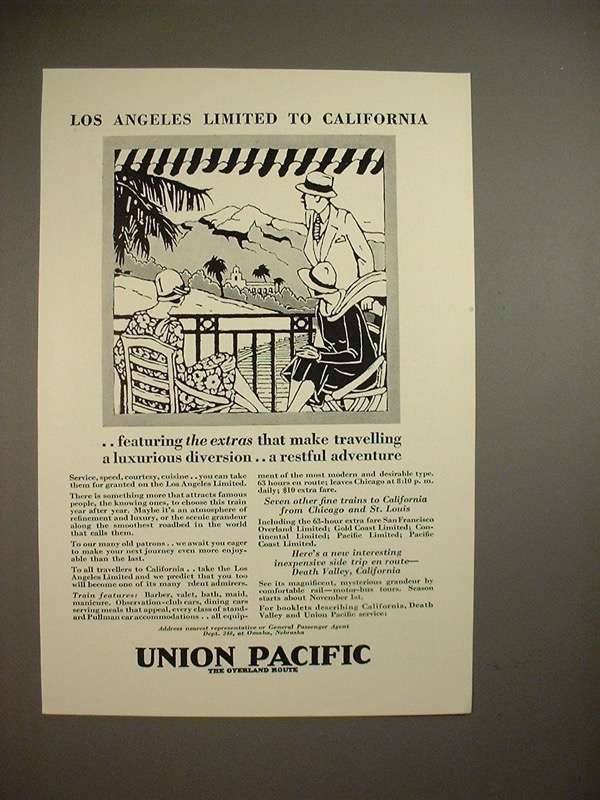 LOS ANGELES LIMITED TO CALIFORNIA
.. featuring the extras that make travelling
a luxurious diversion .. a restful adventure
Service, speed, courtesy, cuisine .. you can take
them for granted on the Los Angeles Limited.
There is something more that attracts famous
people, the knowing ones, to choose this train
year after year. Maybe it's an atmosphere of
refinement and luxury, or the scenic grandeur
along the smoothest roadbed in the world
that calls them.
To our many old patrons .. we await you eager
to make your next journey even more enjoy-
able than the last.
To all travellers to California .. take the Los
Angeles Limited and we predict that you too
will become one of its many dent admirers.
Train features: Barber, valet, bath, maid,
manicure. Observation-club cars, dining cars
serving meals that appeal, every class of stand-
ard Pullman car accommodations .. all equip-
ment of the most modern and desirable type.
63 hours en route; leaves Chicago at 8:10 p. m.
daily; $10 extra fare.
Seven other fine trains to California
from Chicago and St. Louis
Including the 63-hour extra fare San Francisco
Overland Limited; Gold Coast Limited; Con-
tinental Limited; Pacific Limited; Pacific
Coast Limited.
Here's a new interesting
inexpensive side trip en route—
Death Valley, California
See its magnificent, mysterious grandeur by
comfortable rail—motor-bus tours. Season
starts about November 1st.
For booklets describing California, Death
Valley and Union Pacific service:
Address nearest representative or General Passenger Agent
Dept. 248, at Omaha, Nebraska
UNION PACIFIC
THE OVERLAND ROUTE